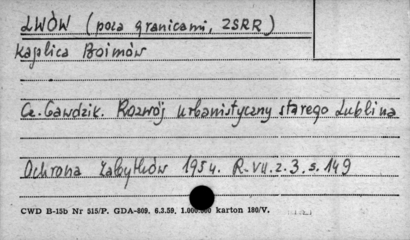 LWÓW (poza granicami, ZSRR)
Kaplica Boimów
Cz. Gawdzik. Rozwój urbanistyczny starego Lublina
Ochrona Zabytków 1954. R. VII. z. 3. s. 149
CWD B-15b Nr 515/P. GDA-809. 6.2.59. 1.000.000 karton 180/V.